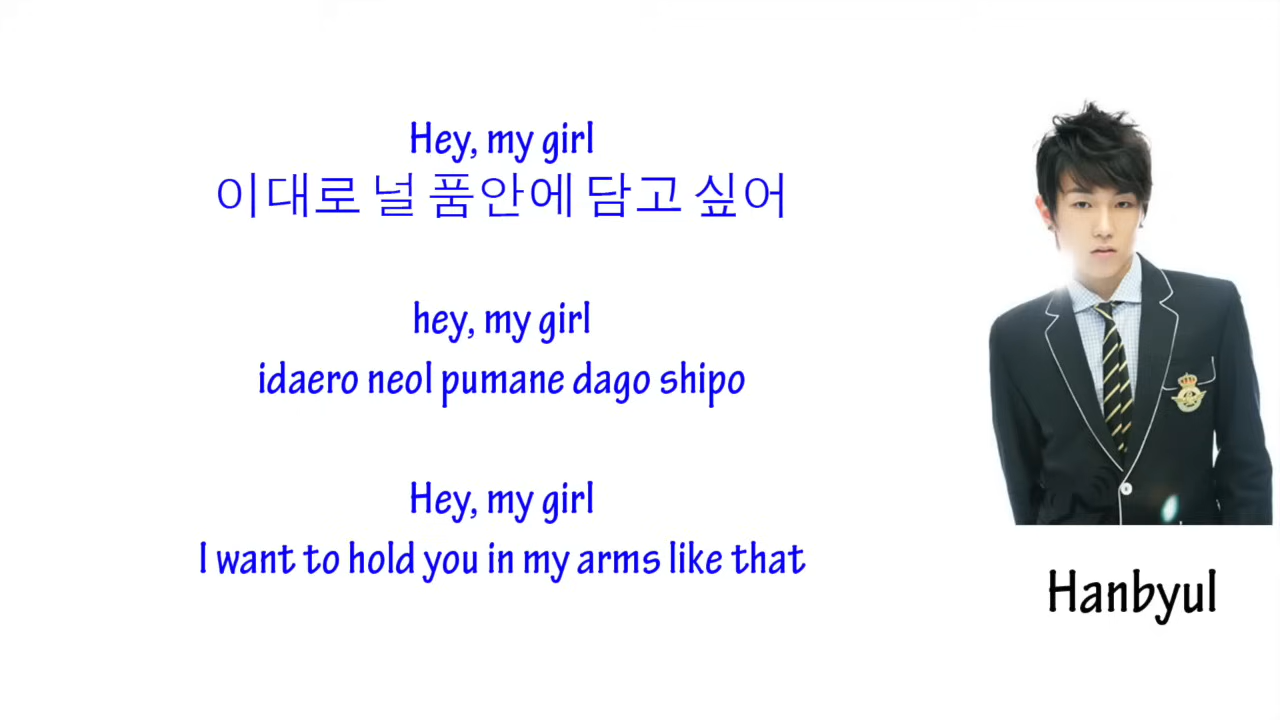 Hey, my girl
이대로 널 품안에 담고 싶어
hey, my girl
idaero neol pumane dago shipo
Hey, my girl
I want to hold you in my arms like that
Hanbyul